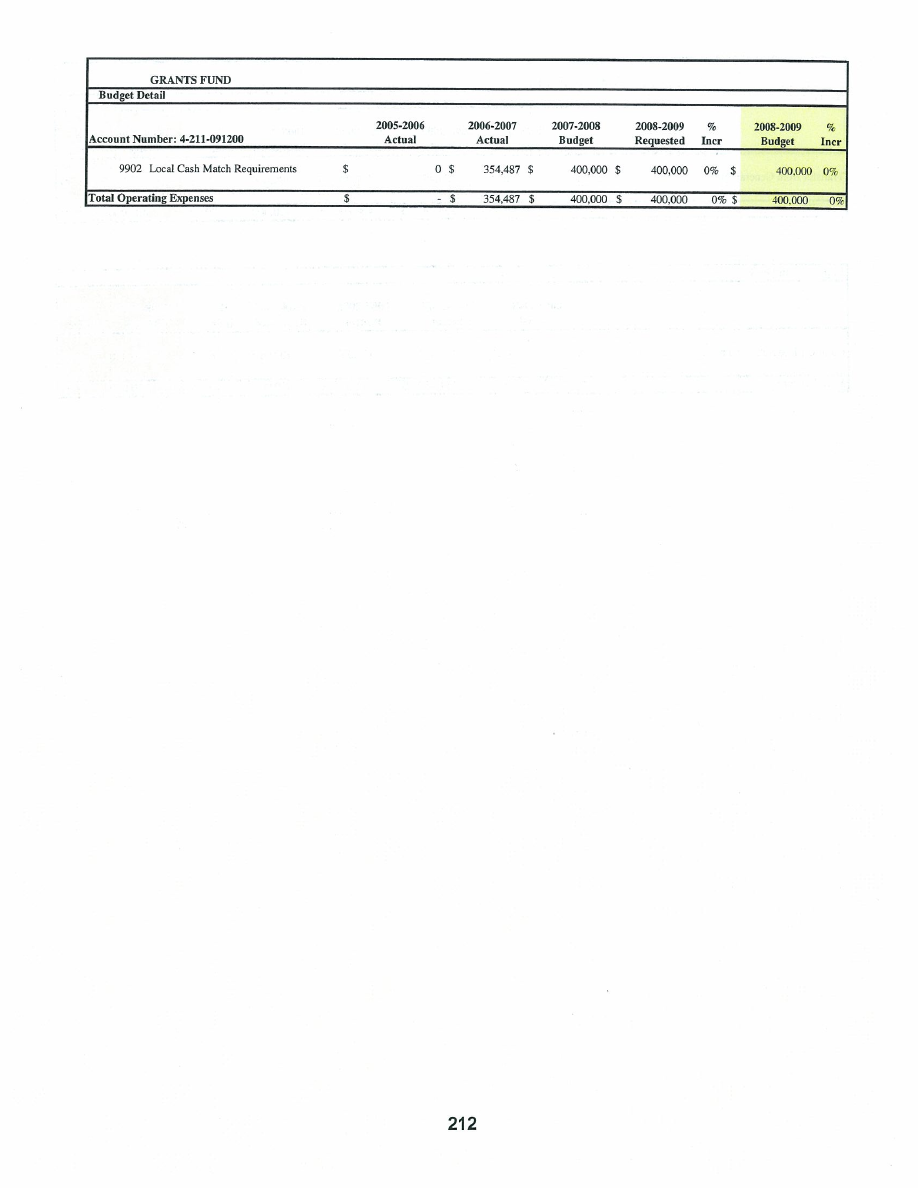 GRANTS FUND
Budget Detail
2005-2006 2006-2007 2007-2008 2008-2009 % 2008-2009 %
Account Number: 4-211-091200 Actual Actual Budget Requested Incr Budget Incr
9902 Local Cash Match Requirements $ 0 $ 354,487 $ 400,000 $ 400,000 0% $ 400,000 0%
Total Operating Expenses $ - $ 354,487 $ 400,000 $ 400,000 0% $ 400,000 0%
212